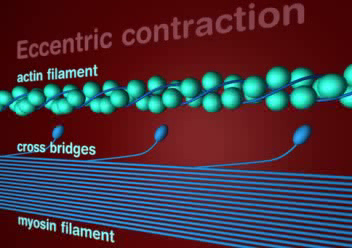 Eccentric contraction
actin filament
cross bridges
myosin filament